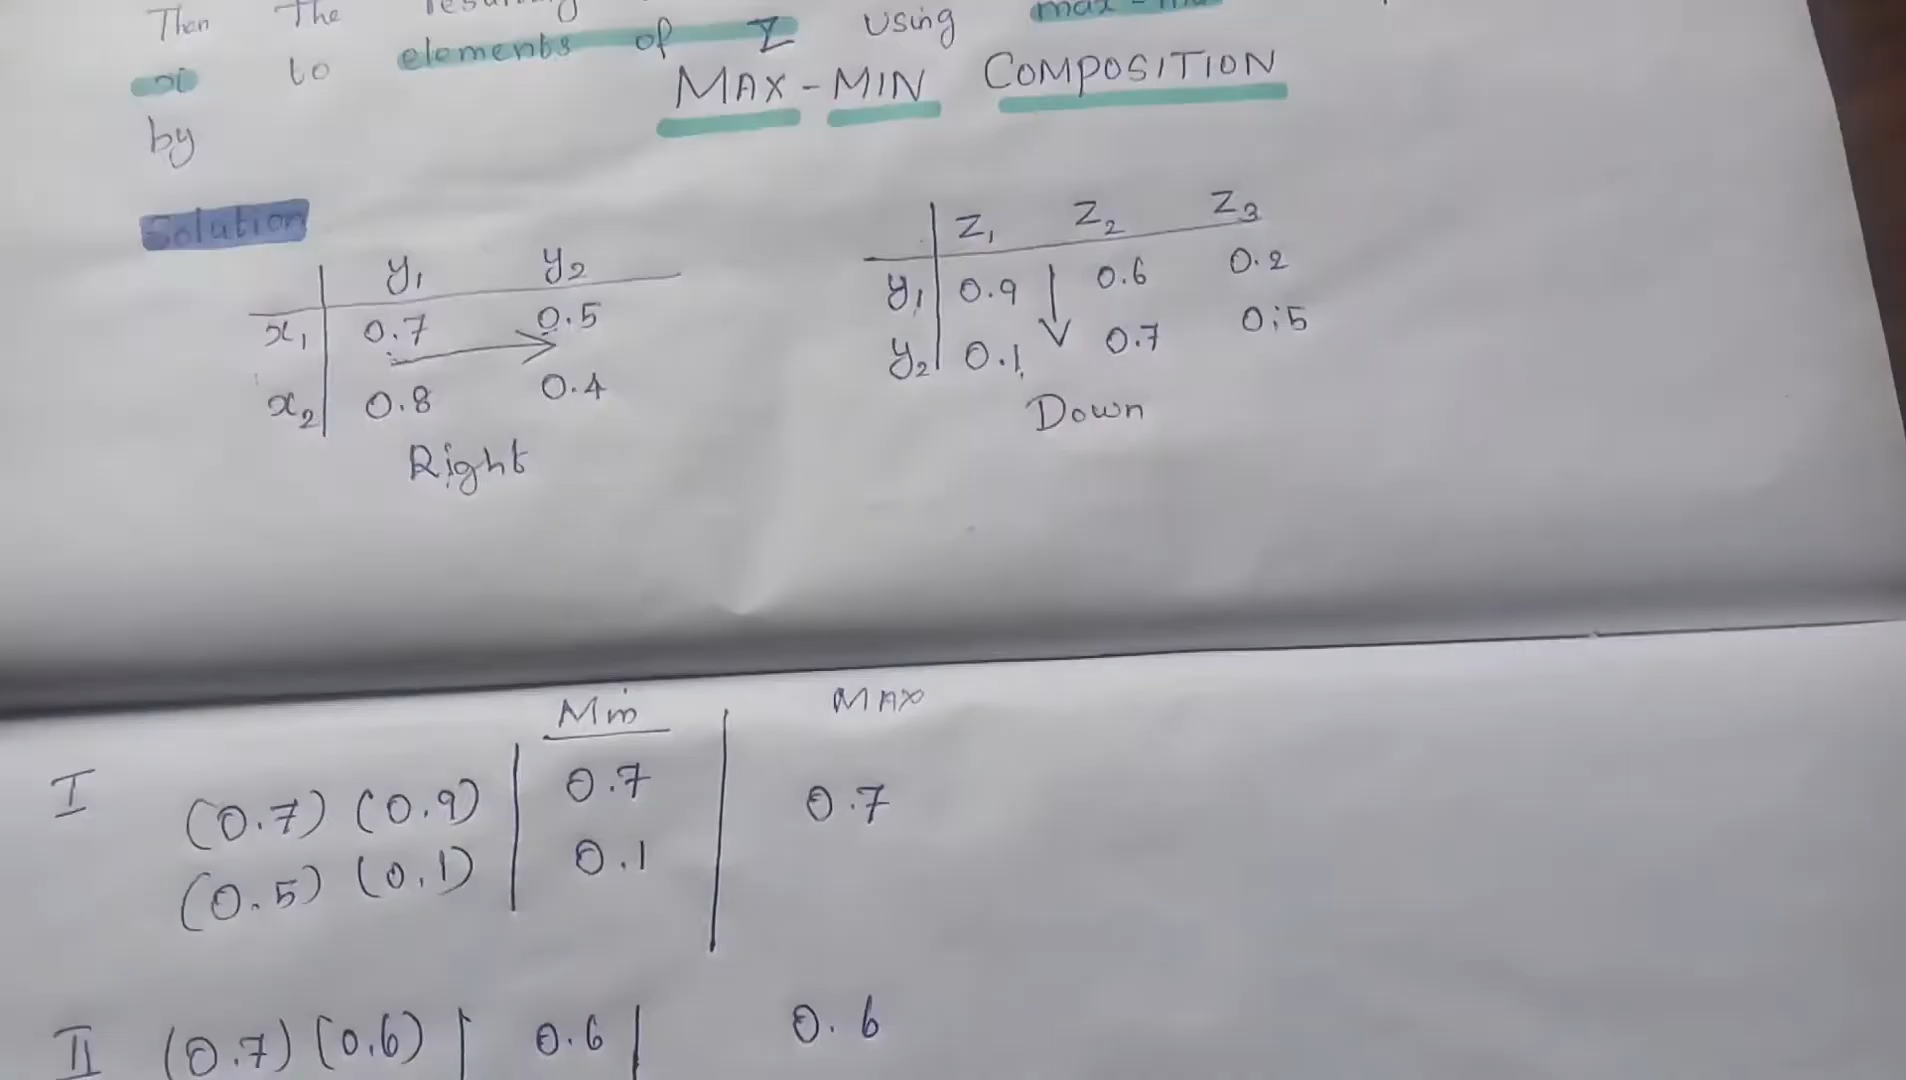 Then The
x to elements of Z using
by
MAX-MIN COMPOSITION
Solution
y1 y2
x1 0.7 0.5
x2 0.8 0.4
Right
Z1 Z2 Z3
y1 0.9 0.6 0.2
y2 0.1 0.7 0.5
Down
Min MAX
I (0.7) (0.9) 0.7 0.7
(0.5) (0.1) 0.1
II (0.7) (0.6) 0.6 0.6